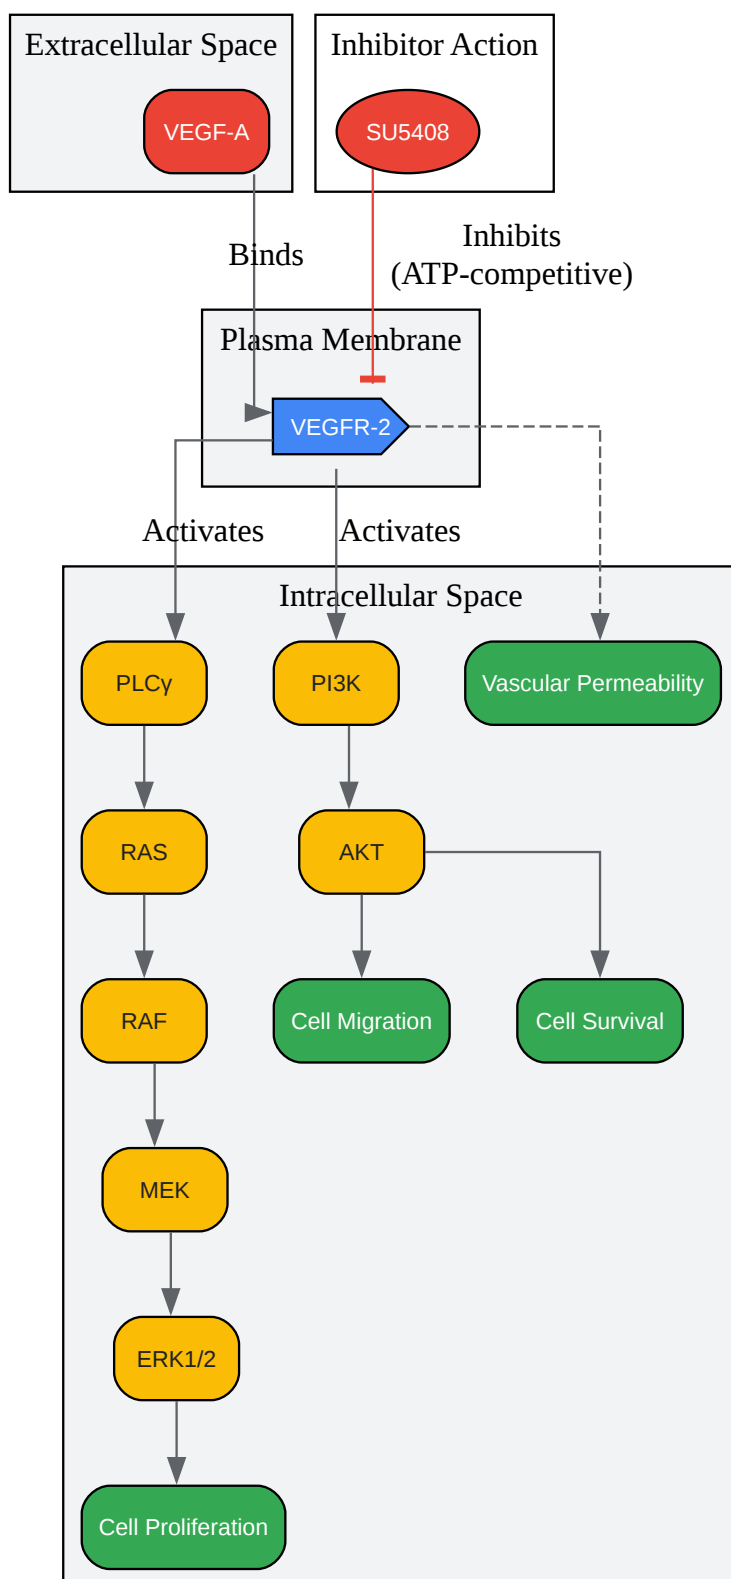 Extracellular Space
Inhibitor Action
VEGF-A
SU5408
Binds
Inhibits
(ATP-competitive)
Plasma Membrane
VEGFR-2
Activates
Activates
Intracellular Space
PLCγ
PI3K
Vascular Permeability
RAS
AKT
RAF
Cell Migration
Cell Survival
MEK
ERK1/2
Cell Proliferation